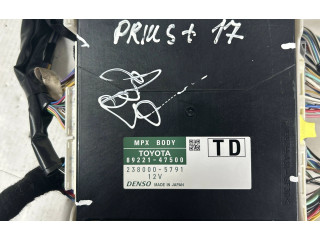 PRIUS+ 17
MPX BODY
TOYOTA
89221-47500
TD
238000-5791
12V
DENSO MADE IN JAPAN